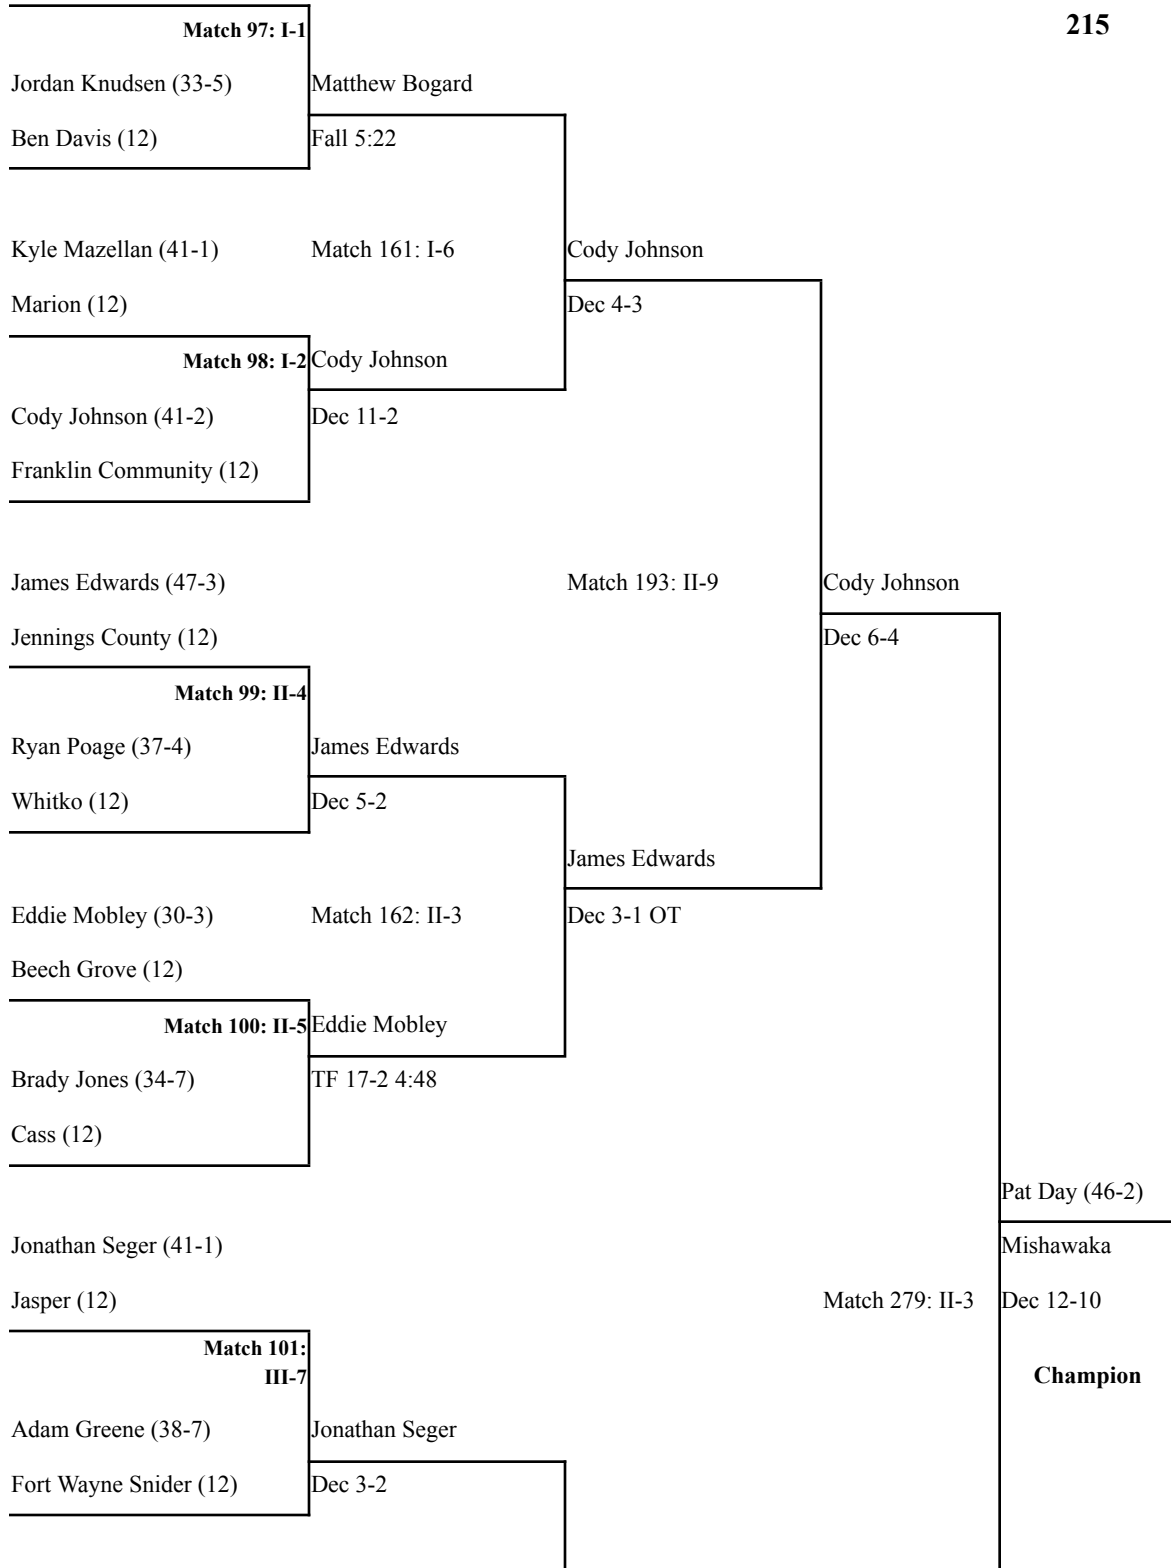 215
Match 97: I-1
Jordan Knudsen (33-5)
Matthew Bogard
Ben Davis (12)
Fall 5:22
Kyle Mazellan (41-1)
Match 161: I-6
Cody Johnson
Marion (12)
Dec 4-3
Match 98: I-2
Cody Johnson
Cody Johnson (41-2)
Dec 11-2
Franklin Community (12)
James Edwards (47-3)
Match 193: II-9
Cody Johnson
Jennings County (12)
Dec 6-4
Match 99: II-4
Ryan Poage (37-4)
James Edwards
Whitko (12)
Dec 5-2
James Edwards
Eddie Mobley (30-3)
Match 162: II-3
Dec 3-1 OT
Beech Grove (12)
Match 100: II-5
Eddie Mobley
Brady Jones (34-7)
TF 17-2 4:48
Cass (12)
Pat Day (46-2)
Jonathan Seger (41-1)
Mishawaka
Jasper (12)
Match 279: II-3
Dec 12-10
Match 101:
III-7
Champion
Adam Greene (38-7)
Jonathan Seger
Fort Wayne Snider (12)
Dec 3-2